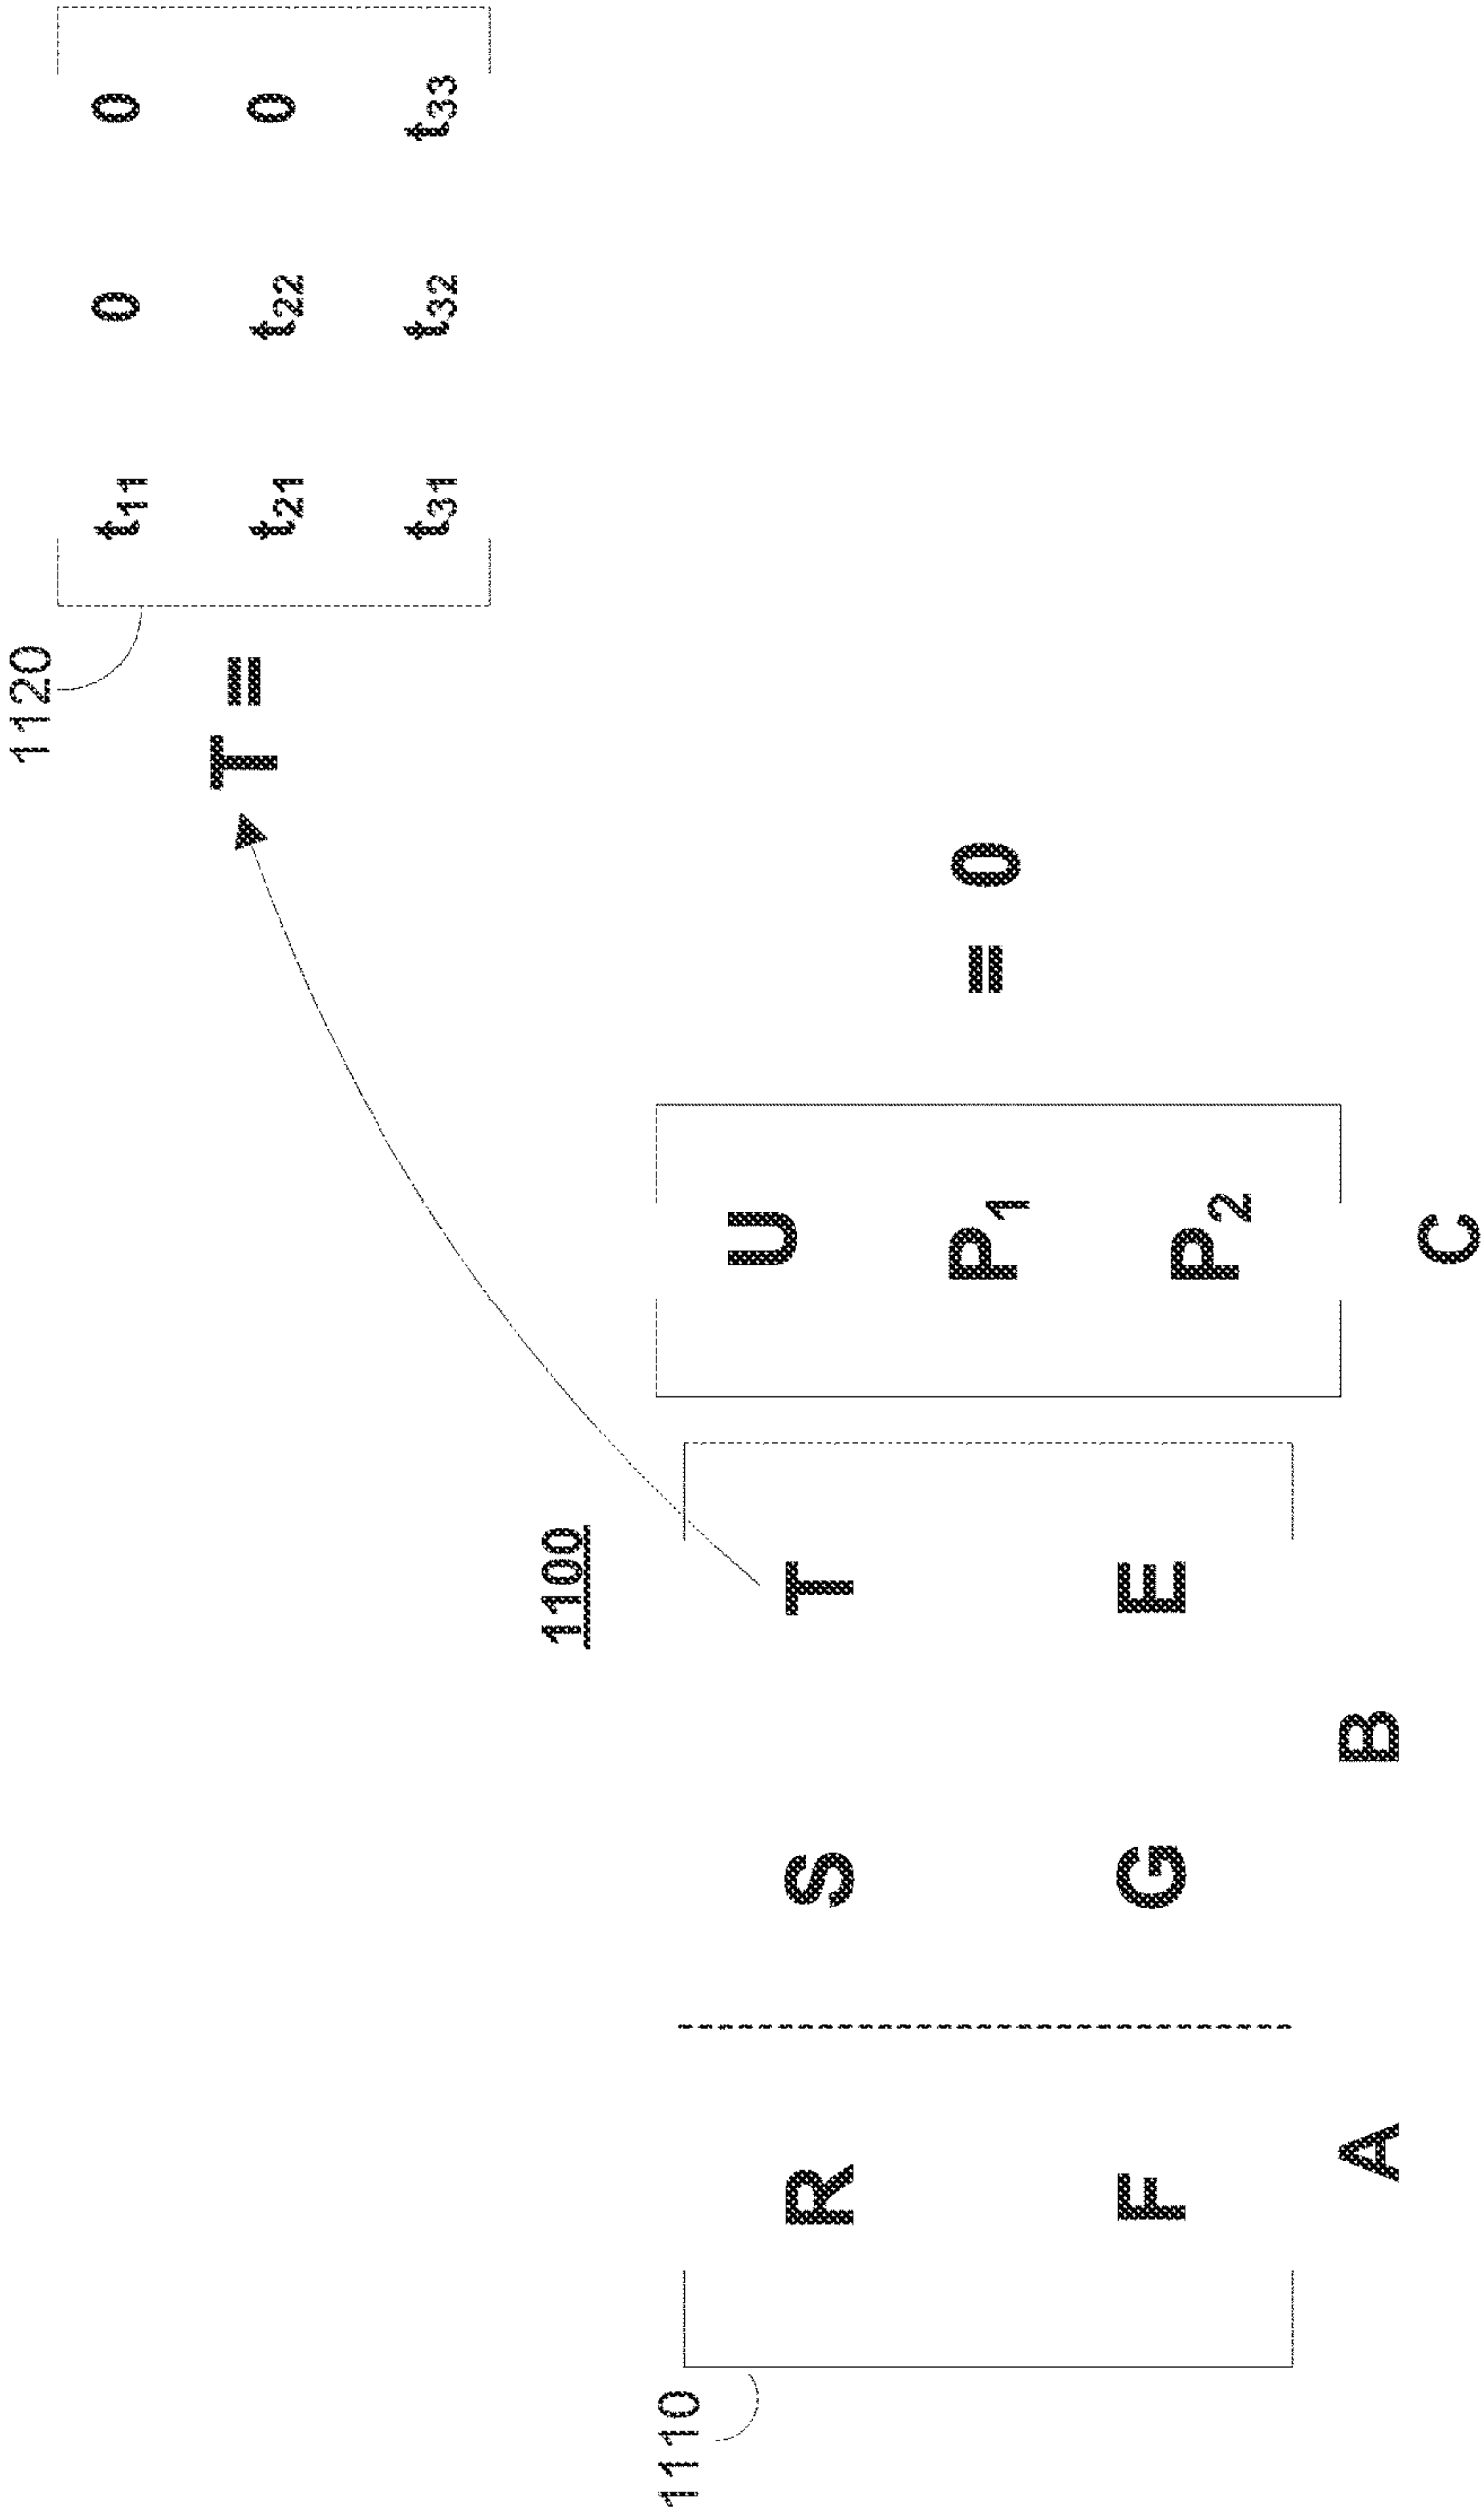 1120
t11 0 0
T = t21 t22 0
t31 t32 t33
1100
1110
R S T U
P1 = 0
F G E P2
A B C